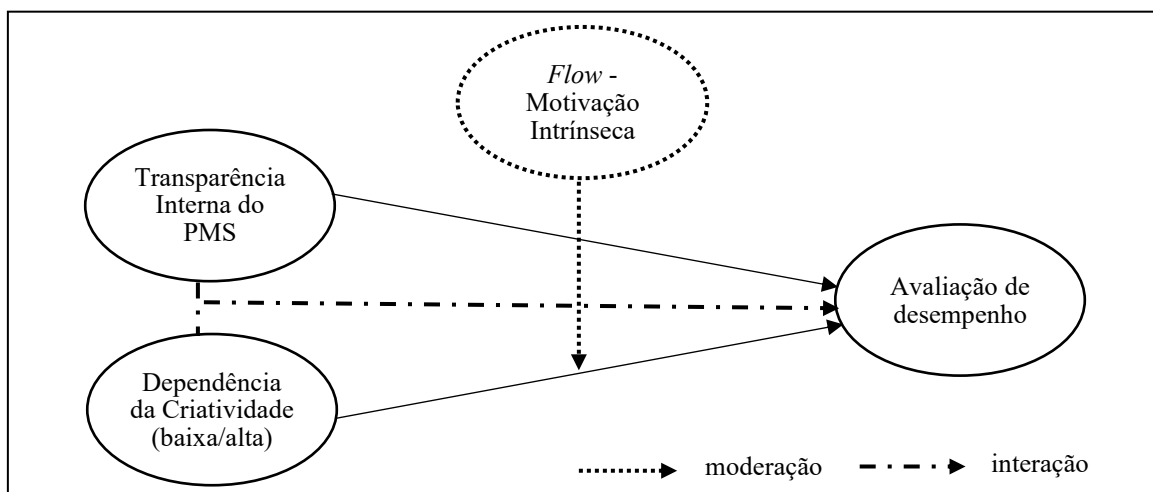 Flow -
Motivação
Intrínseca
Transparência
Interna do
PMS
Avaliação de
desempenho
Dependência
da Criatividade
(baixa/alta)
moderação
interação